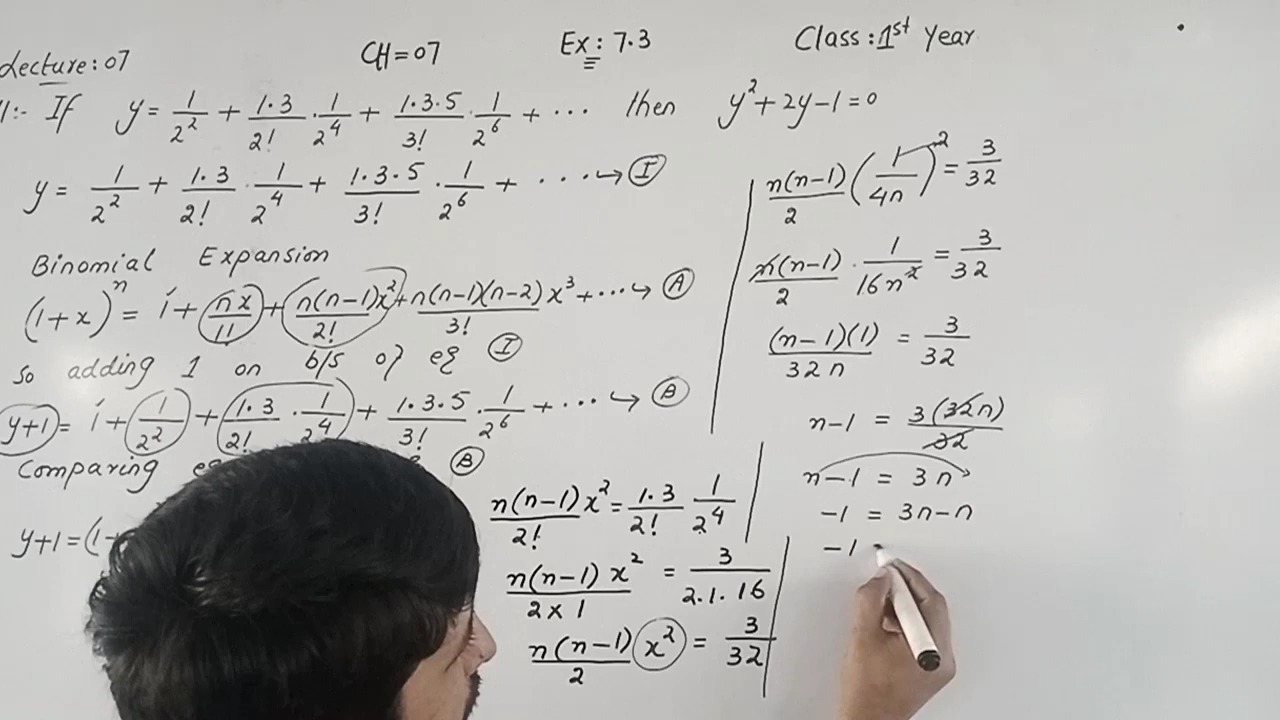 Lecture: 07 CH=07 Ex: 7.3 Class: 1st Year
If y = 1/2² + 1.3/2! · 1/2⁴ + 1.3.5/3! · 1/2⁶ + ... then y² + 2y - 1 = 0
y = 1/2² + 1.3/2! · 1/2⁴ + 1.3.5/3! · 1/2⁶ + ... → (I)
Binomial Expansion
(1+x)ⁿ = 1 + nx/1! + n(n-1)x²/2! + n(n-1)(n-2)x³/3! + ... → (A)
So adding 1 on b/s of eq (I)
y+1 = 1 + 1/2² + 1.3/2! · 1/2⁴ + 1.3.5/3! · 1/2⁶ + ... → (B)
Comparing (B)
y+1 = (1+
n(n-1)x²/2! = 1.3/2! 1/2⁴
n(n-1)x²/2×1 = 3/2.1.16
n(n-1)/2 x² = 3/32
n(n-1)/2 (1/4n)² = 3/32
n(n-1)/2 · 1/16n² = 3/32
(n-1)(1)/32n = 3/32
n-1 = 3(32n)/32
n-1 = 3n
-1 = 3n-n
-1